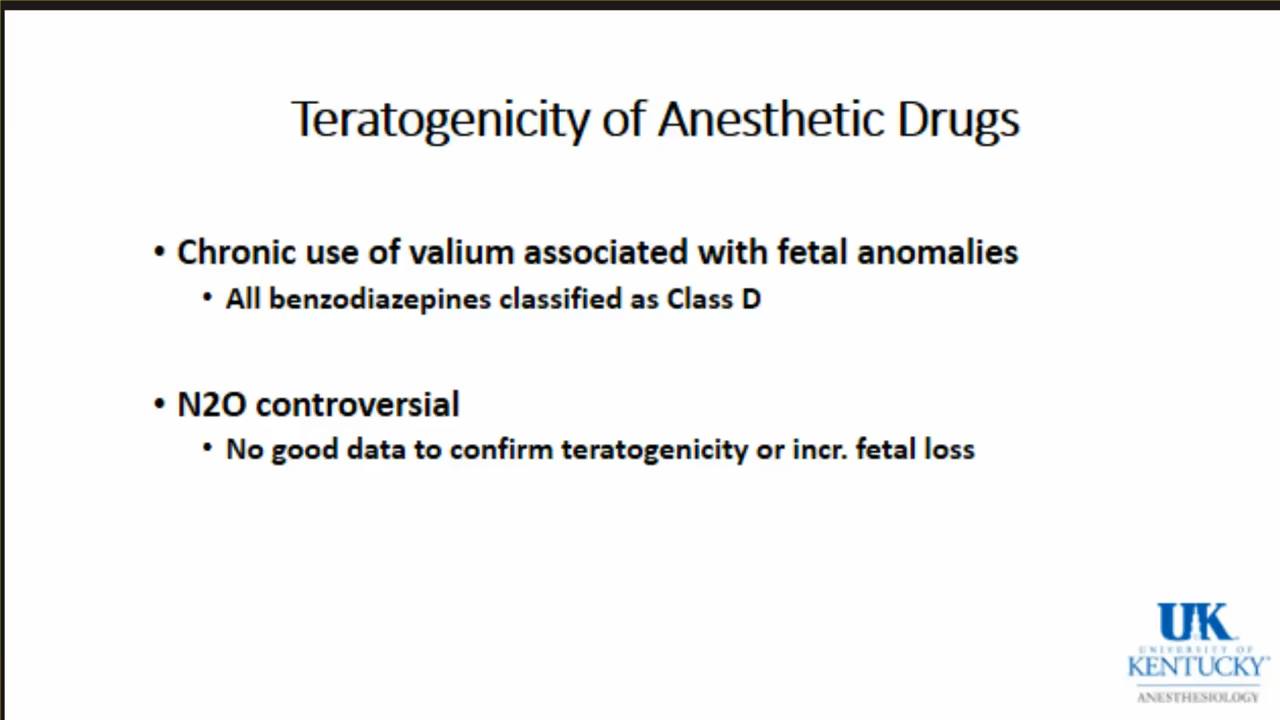 Teratogenicity of Anesthetic Drugs
• Chronic use of valium associated with fetal anomalies
• All benzodiazepines classified as Class D
• N2O controversial
• No good data to confirm teratogenicity or incr. fetal loss
UK
UNIVERSITY OF
KENTUCKY
ANESTHESIOLOGY